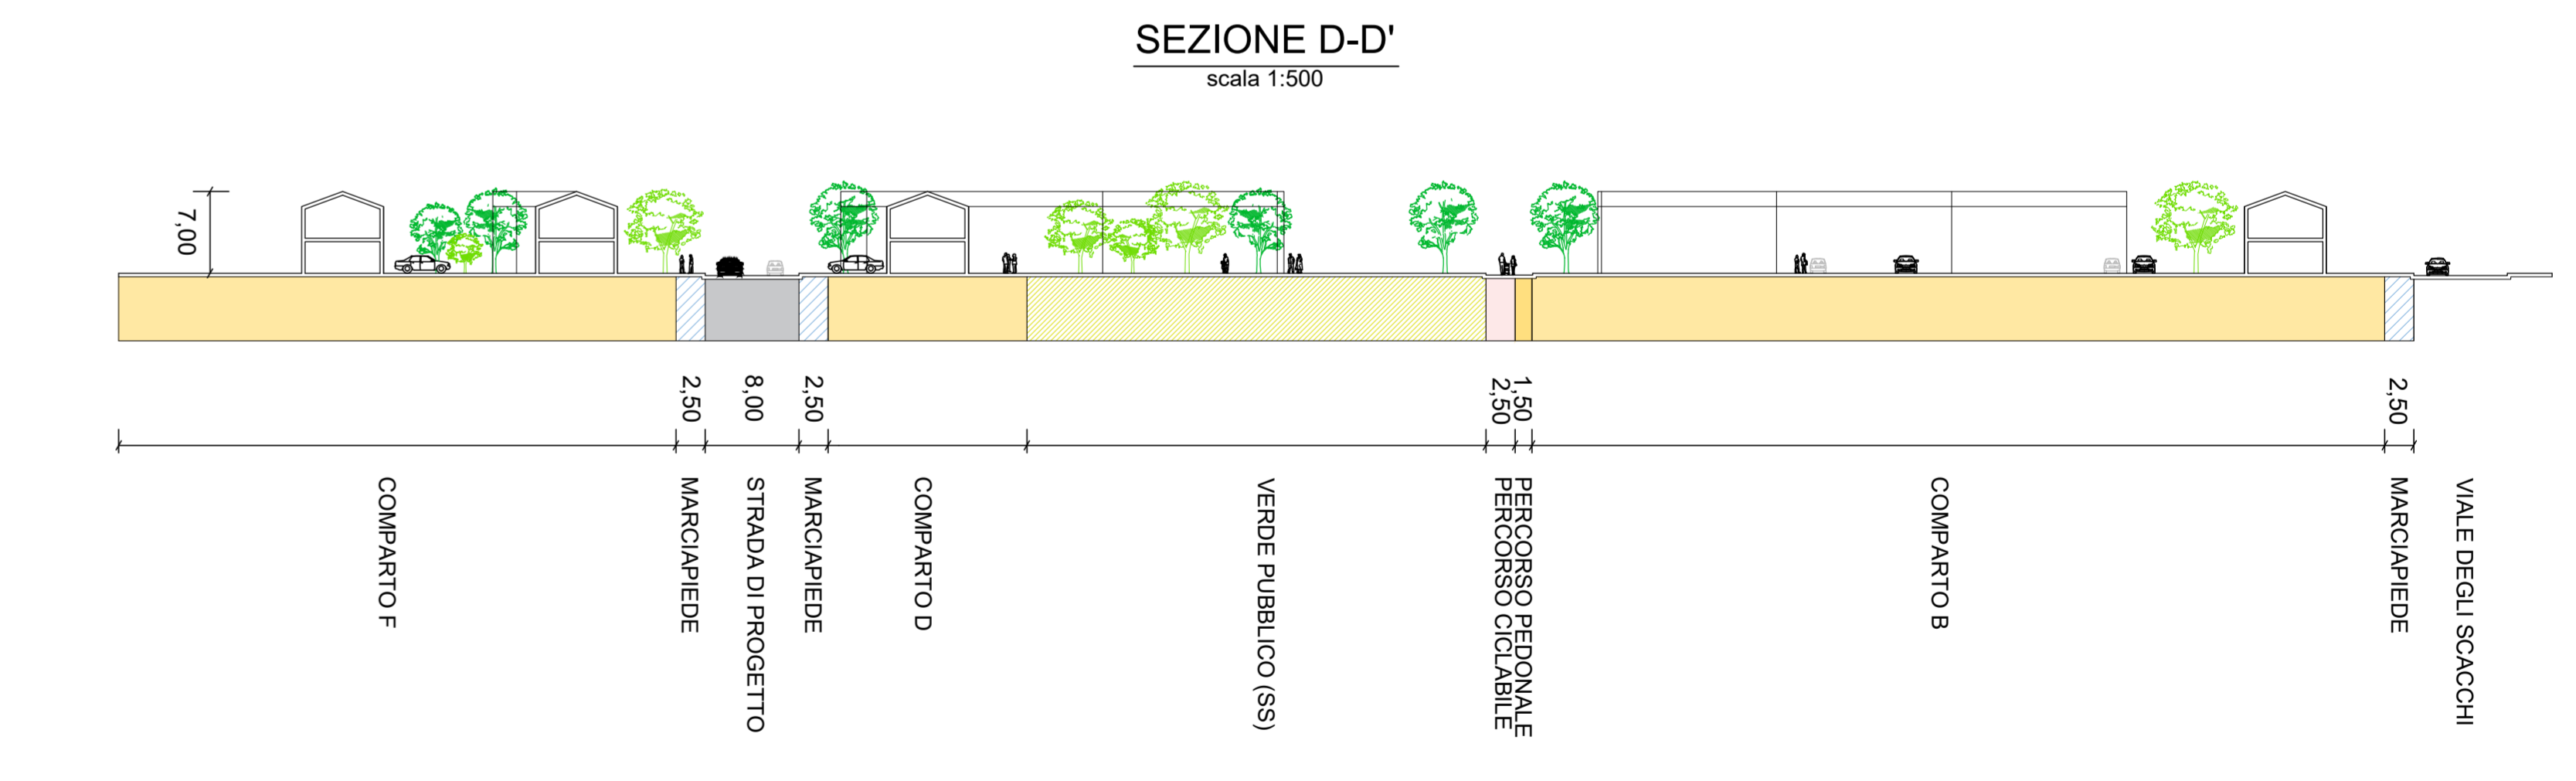 SEZIONE D-D'
scala 1:500
7,00
2,50
8,00
2,50
2,50
1,50
2,50
COMPARTO F
MARCIAPIEDE
STRADA DI PROGETTO
MARCIAPIEDE
COMPARTO D
VERDE PUBBLICO (SS)
PERCORSO CICLABILE
PERCORSO PEDONALE
COMPARTO B
MARCIAPIEDE
VIALE DEGLI SCACCHI